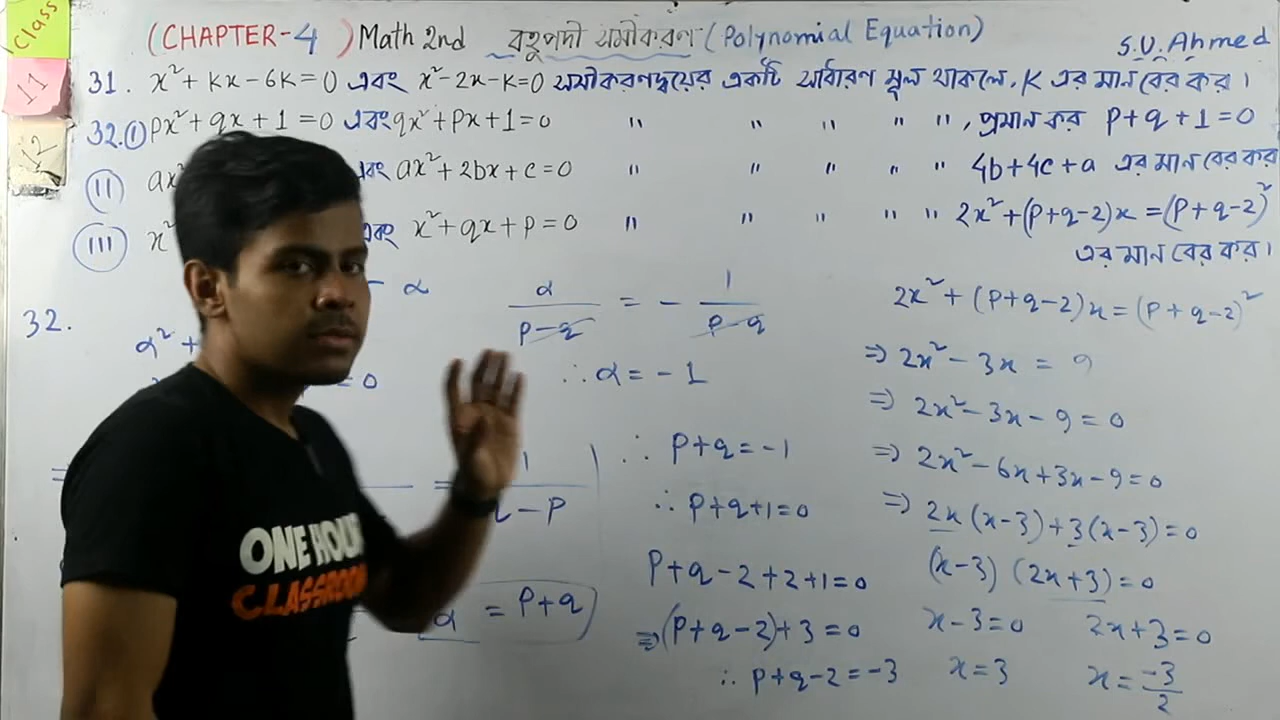 Class
11
12
(CHAPTER-4) Math 2nd বহুপদী সমীকরণ (Polynomial Equation)
S.U. Ahmed
31. x² + kx - 6k = 0 এবং x² - 2x - k = 0 সমীকরণদ্বয়ের একটি সাধারণ মূল থাকলে, k এর মান বের কর।
32. (i) px² + qx + 1 = 0 এবং qx² + px + 1 = 0 " " " " ", প্রমান কর p + q + 1 = 0
(ii) ax² এবং ax² + 2bx + c = 0 " " " " " 4b + 4c + a এর মান বের কর
(iii) x² এবং x² + qx + p = 0 " " " " " 2x² + (p+q-2)x = (p+q-2)²
এর মান বের কর।
32.
- α
α² +
= 0
=
= 1
- p
α = p+q
α/(p-q) = - 1/(p-q)
∴ α = -1
∴ p+q = -1
∴ p+q+1 = 0
p+q-2+2+1 = 0
⇒ (p+q-2)+3 = 0
∴ p+q-2 = -3
2x² + (p+q-2)x = (p+q-2)²
⇒ 2x² - 3x = 9
⇒ 2x² - 3x - 9 = 0
⇒ 2x² - 6x + 3x - 9 = 0
⇒ 2x(x-3) + 3(x-3) = 0
(x-3) (2x+3) = 0
x-3 = 0 2x+3 = 0
x = 3 x = -3/2
ONE HOUR
CLASSROOM